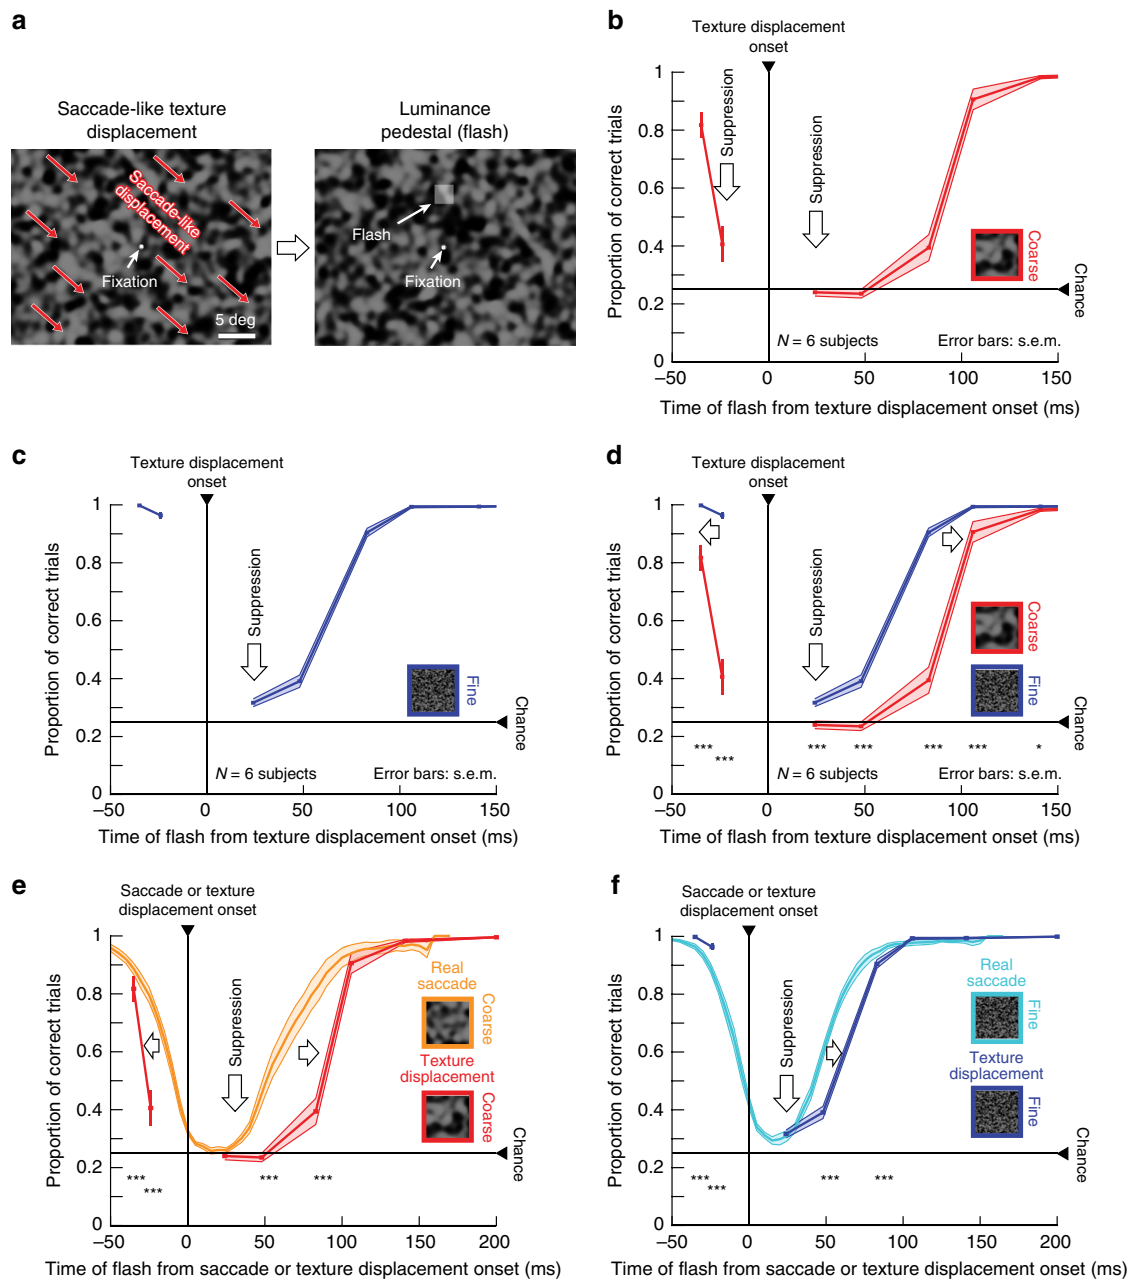 a
Saccade-like texture
displacement
Saccade-like
displacement
Fixation
5 deg
Luminance
pedestal (flash)
Flash
Fixation
b
Texture displacement
onset
Suppression
Suppression
Coarse
Chance
N = 6 subjects
Error bars: s.e.m.
Proportion of correct trials
1
0.8
0.6
0.4
0.2
0
−50
0
50
100
150
Time of flash from texture displacement onset (ms)
c
Texture displacement
onset
Suppression
Fine
Chance
N = 6 subjects
Error bars: s.e.m.
Proportion of correct trials
1
0.8
0.6
0.4
0.2
0
−50
0
50
100
150
Time of flash from texture displacement onset (ms)
d
Texture displacement
onset
Suppression
Coarse
Fine
Chance
***
***
***
***
***
***
*
N = 6 subjects
Error bars: s.e.m.
Proportion of correct trials
1
0.8
0.6
0.4
0.2
0
−50
0
50
100
150
Time of flash from texture displacement onset (ms)
e
Saccade or texture
displacement onset
Suppression
Real
saccade
Coarse
Texture
displacement
Coarse
Chance
***
***
***
***
Proportion of correct trials
1
0.8
0.6
0.4
0.2
0
−50
0
50
100
150
200
Time of flash from saccade or texture displacement onset (ms)
f
Saccade or texture
displacement onset
Suppression
Real
saccade
Fine
Texture
displacement
Fine
Chance
***
***
***
***
Proportion of correct trials
1
0.8
0.6
0.4
0.2
0
−50
0
50
100
150
200
Time of flash from saccade or texture displacement onset (ms)